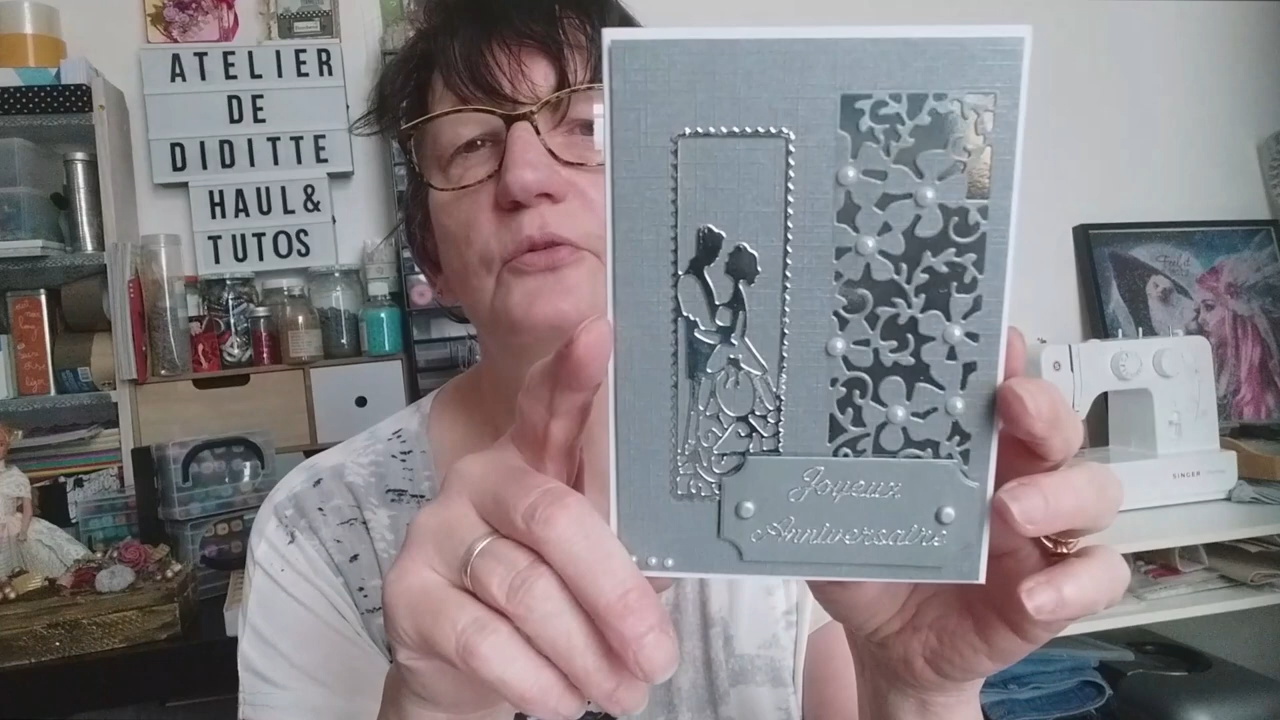 ATELIER
DE
DIDITTE
HAUL&
TUTOS
Joyeux
Anniversaire
SINGER